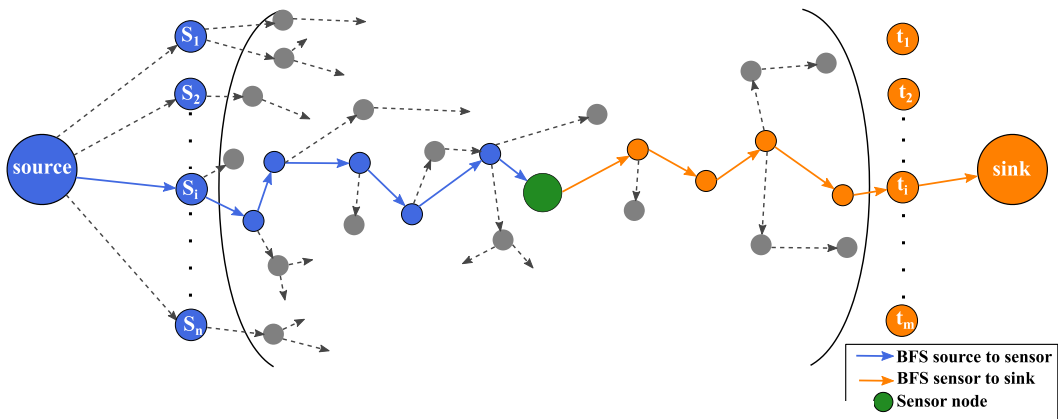 source
S1
S2
Si
Sn
t1
t2
ti
tm
sink
BFS source to sensor
BFS sensor to sink
Sensor node